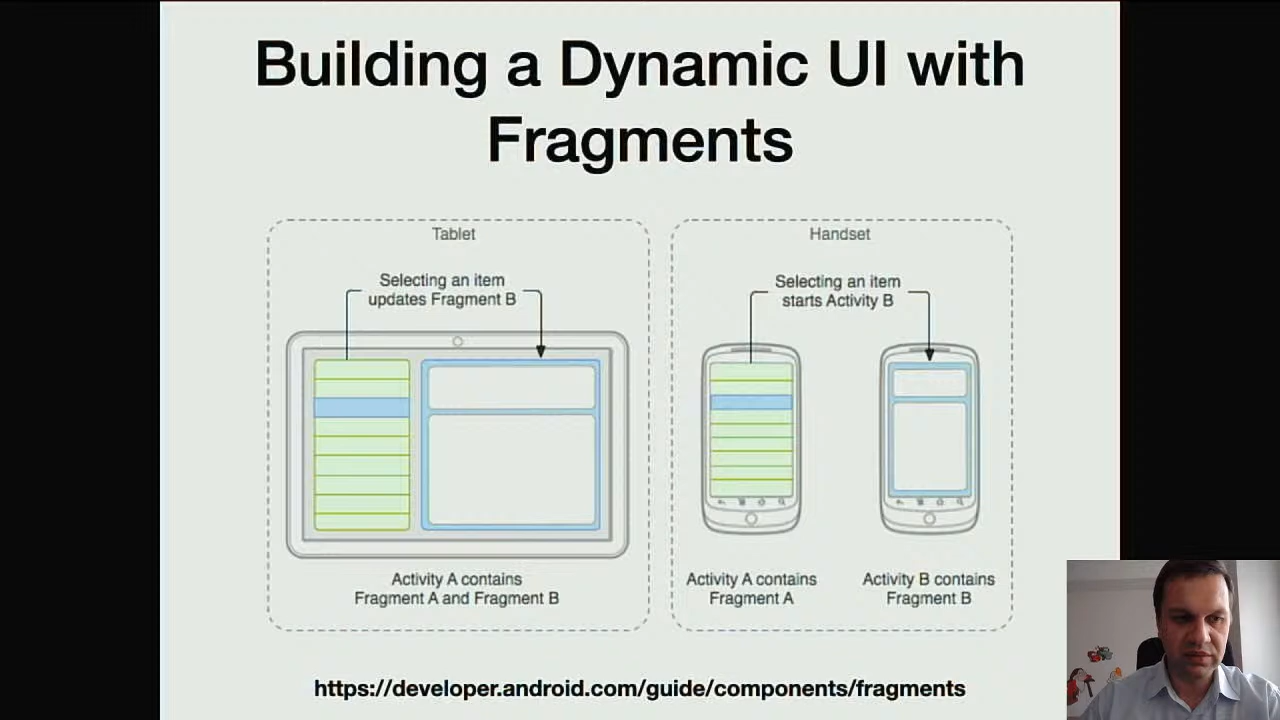 Building a Dynamic UI with
Fragments
Tablet
Selecting an item
updates Fragment B
Activity A contains
Fragment A and Fragment B
Handset
Selecting an item
starts Activity B
Activity A contains
Fragment A
Activity B contains
Fragment B
https://developer.android.com/guide/components/fragments